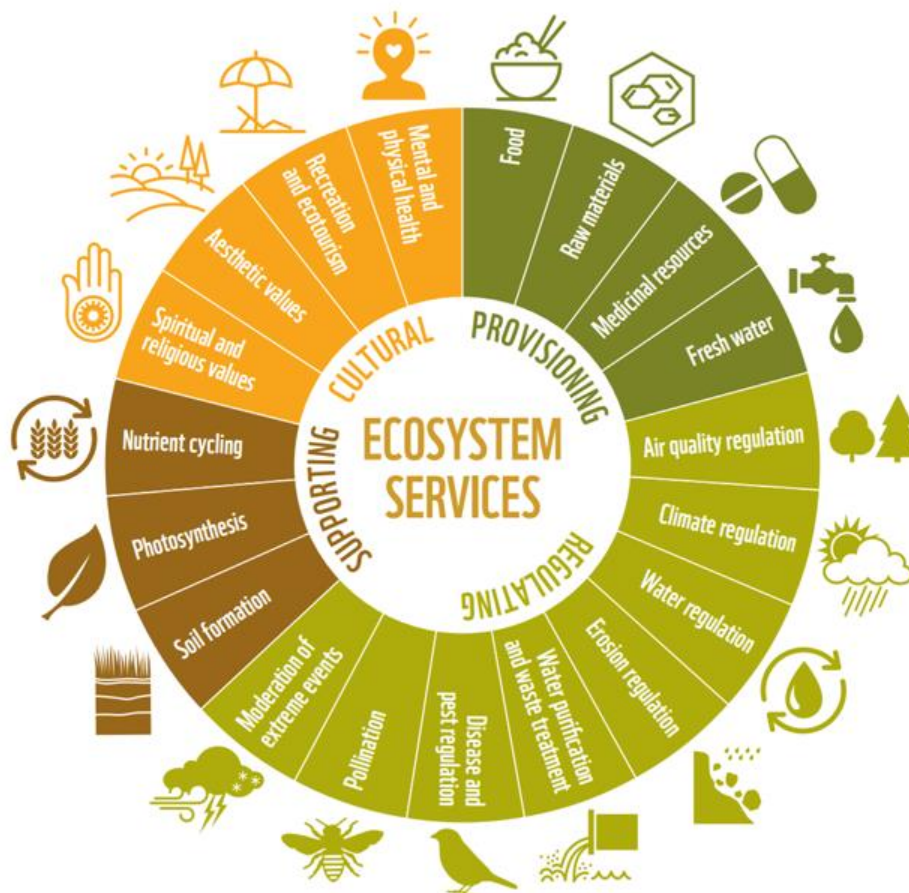 ECOSYSTEM
SERVICES
PROVISIONING
Food
Raw materials
Medicinal resources
Fresh water
REGULATING
Air quality regulation
Climate regulation
Water regulation
Erosion regulation
Water purification
and waste treatment
Disease and
pest regulation
Pollination
Moderation of
extreme events
SUPPORTING
Soil formation
Photosynthesis
Nutrient cycling
CULTURAL
Spiritual and
religious values
Aesthetic values
Recreation
and ecotourism
Mental and
physical health